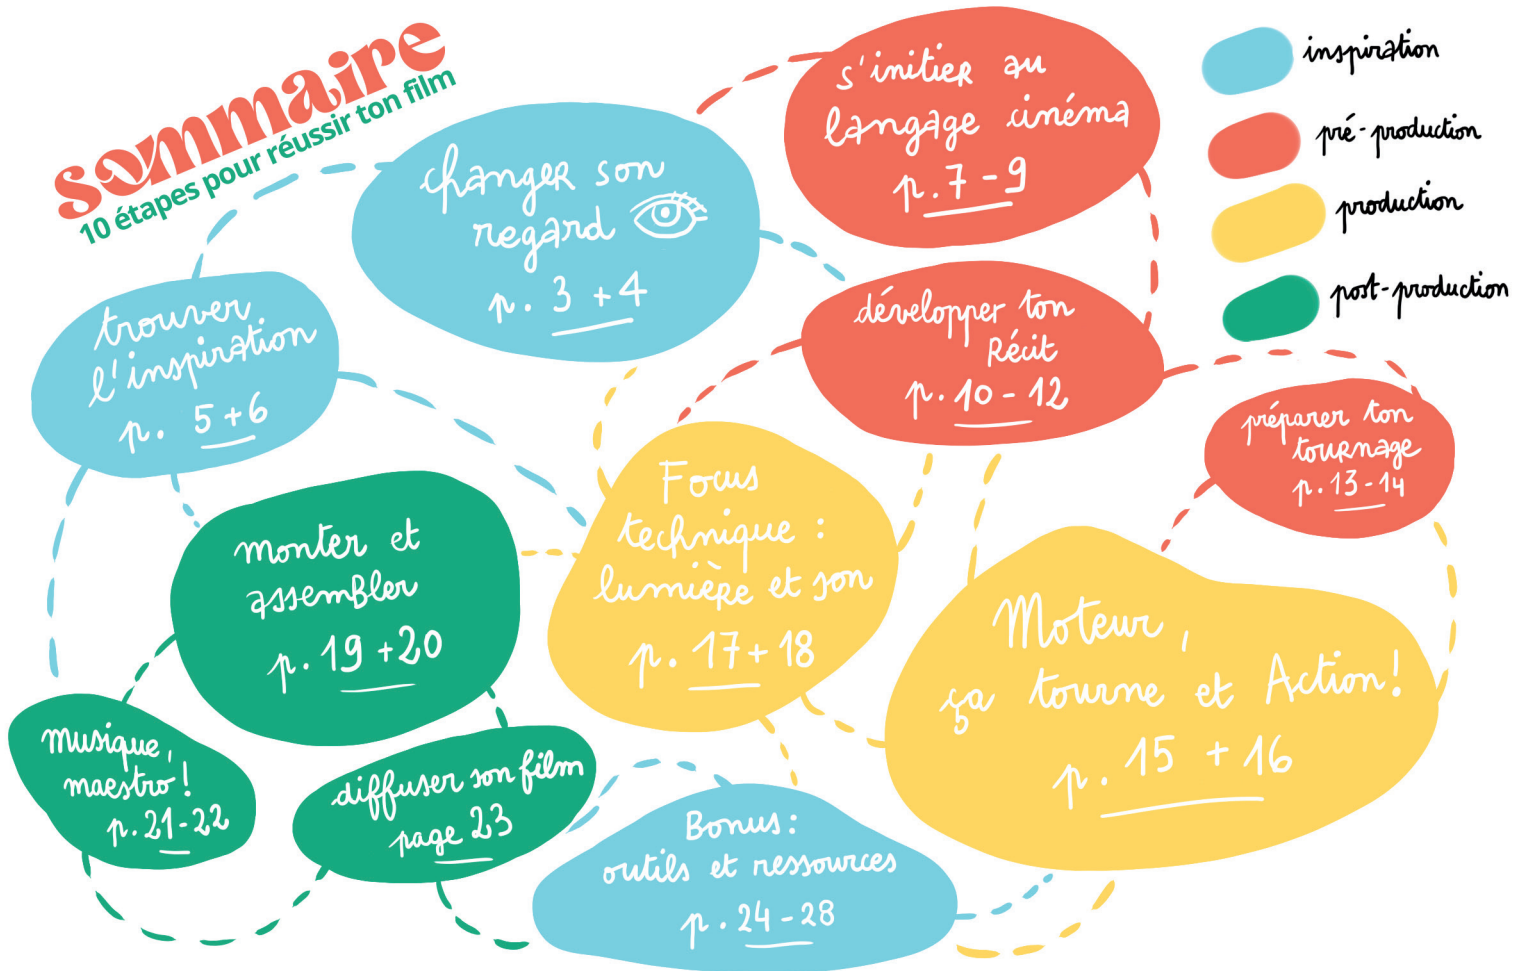 sommaire
10 étapes pour réussir ton film
changer son
regard
p. 3 + 4
s'initier au
langage cinéma
p. 7 - 9
inspiration
pré-production
production
post-production
trouver
l'inspiration
p. 5 + 6
développer ton
Récit
p. 10 - 12
préparer ton
tournage
p. 13 - 14
monter et
assembler
p. 19 + 20
Focus
technique :
lumière et son
p. 17 + 18
Moteur,
ça tourne et Action !
p. 15 + 16
musique,
maestro !
p. 21-22
diffuser son film
page 23
Bonus :
outils et ressources
p. 24 - 28